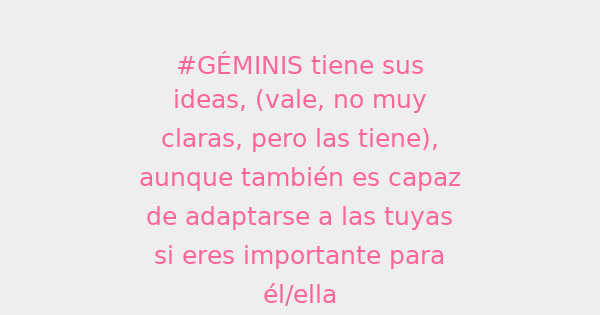 #GÉMINIS tiene sus
ideas, (vale, no muy
claras, pero las tiene),
aunque también es capaz
de adaptarse a las tuyas
si eres importante para
él/ella